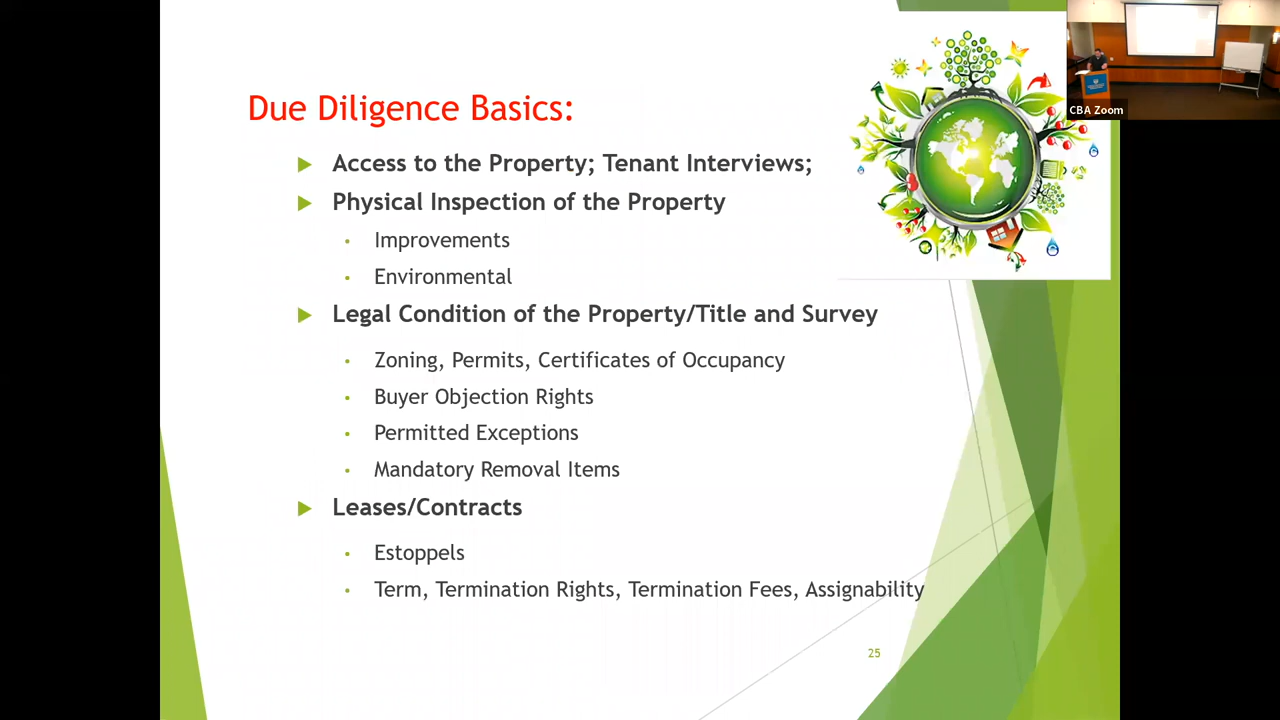 Due Diligence Basics:
Access to the Property; Tenant Interviews;
Physical Inspection of the Property
Improvements
Environmental
Legal Condition of the Property/Title and Survey
Zoning, Permits, Certificates of Occupancy
Buyer Objection Rights
Permitted Exceptions
Mandatory Removal Items
Leases/Contracts
Estoppels
Term, Termination Rights, Termination Fees, Assignability
25
CBA Zoom